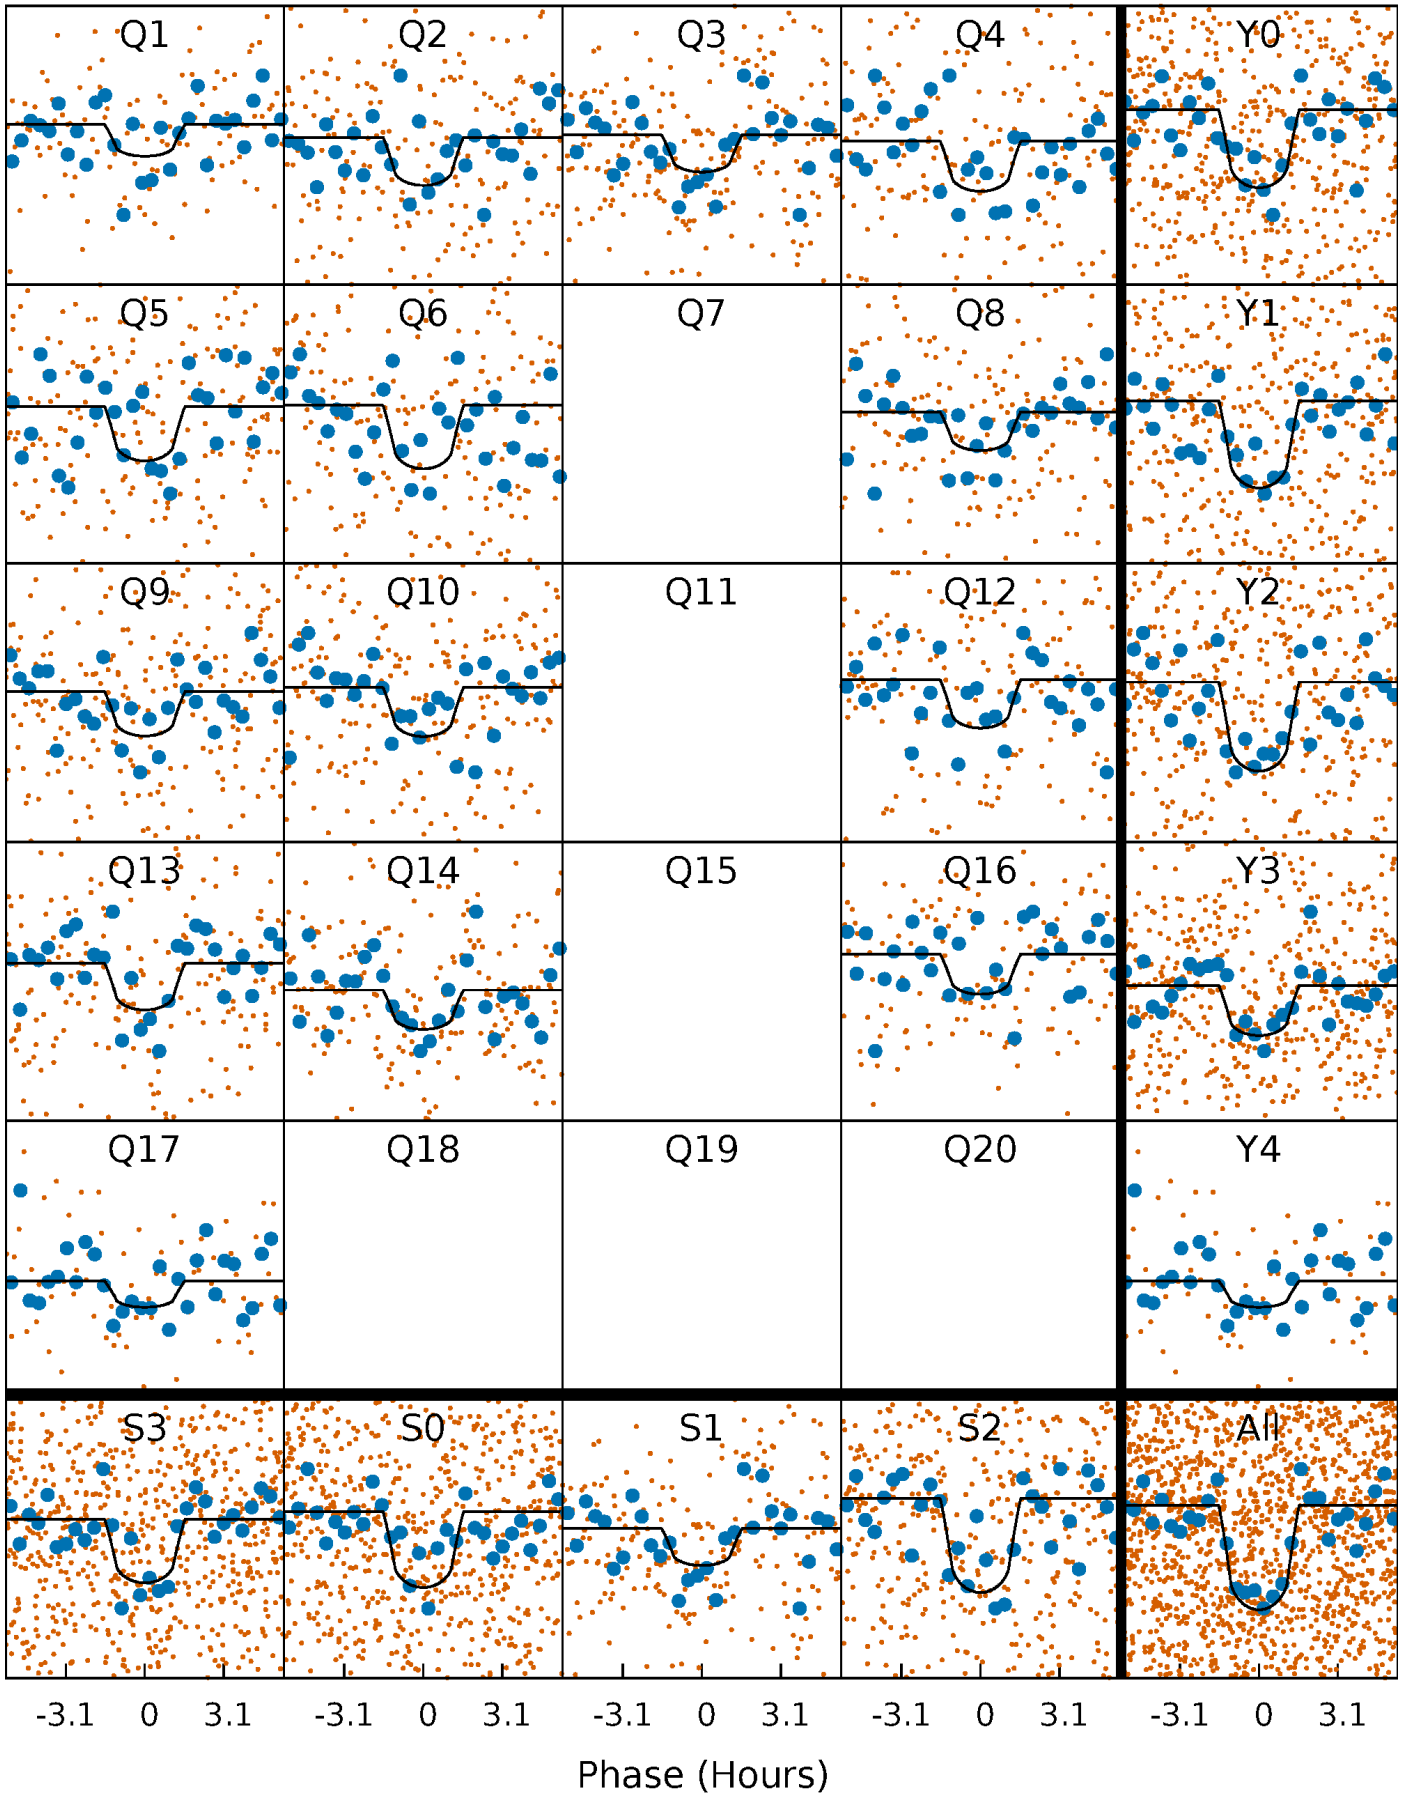 Q1 Q2 Q3 Q4 Y0
Q5 Q6 Q7 Q8 Y1
Q9 Q10 Q11 Q12 Y2
Q13 Q14 Q15 Q16 Y3
Q17 Q18 Q19 Q20 Y4
S3 S0 S1 S2 All
-3.1 0 3.1 -3.1 0 3.1 -3.1 0 3.1 -3.1 0 3.1 -3.1 0 3.1
Phase (Hours)